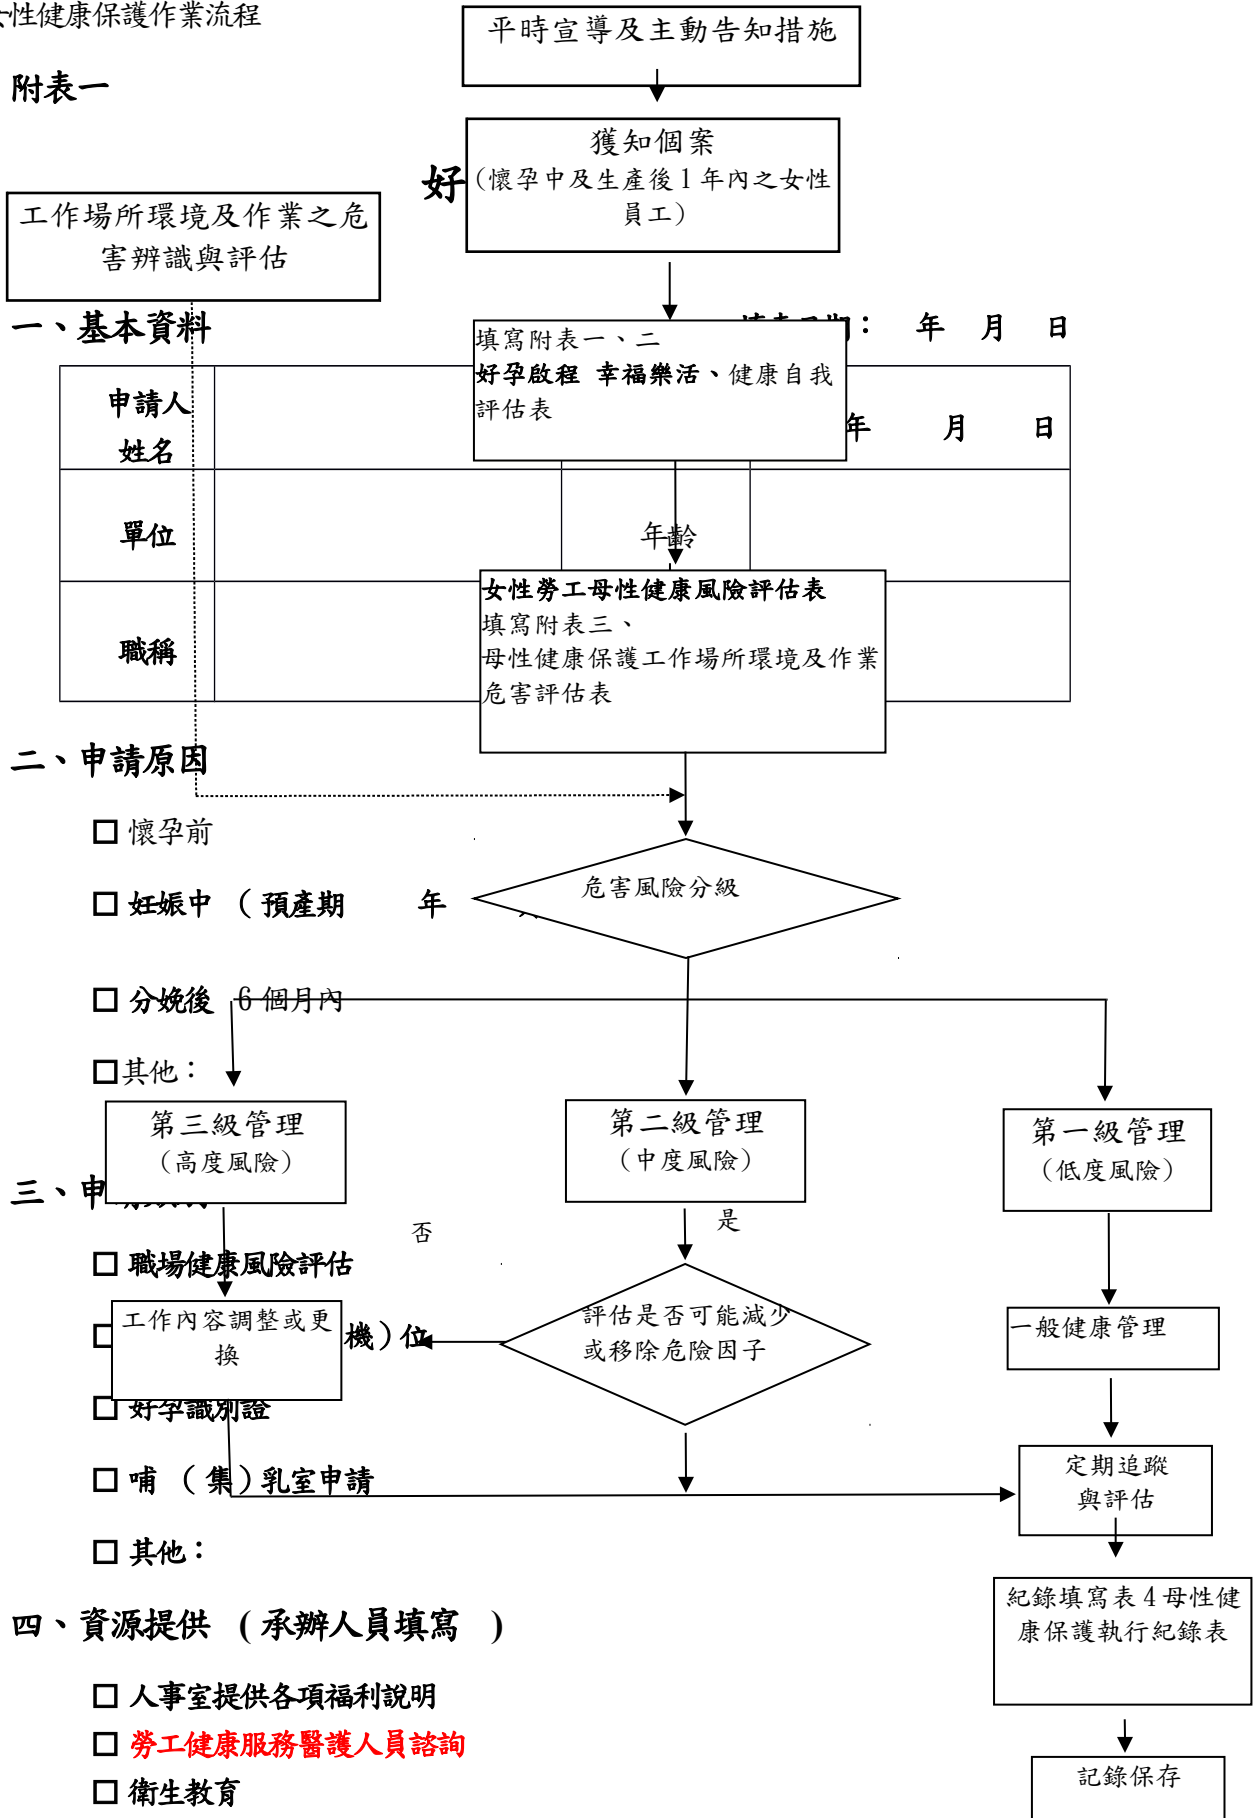 性健康保護作業流程
平時宣導及主動告知措施
附表一
獲知個案
(懷孕中及生產後1年內之女性
員工)
好
工作場所環境及作業之危
害辨識與評估
一、基本資料
年 月 日
填寫附表一、二
好孕啟程 幸福樂活、健康自我
評估表
申請人
姓名
年 月 日
單位
年齡
職稱
女性勞工母性健康風險評估表
填寫附表三、
母性健康保護工作場所環境及作業
危害評估表
二、申請原因
□ 懷孕前
□ 妊娠中 (預產期 年
危害風險分級
□ 分娩後 6個月內
□其他:
第三級管理
(高度風險)
第二級管理
(中度風險)
第一級管理
(低度風險)
三、申
否
是
□ 職場健康風險評估
工作內容調整或更
換
機)位
評估是否可能減少
或移除危險因子
一般健康管理
□ 好孕識別證
□ 哺 (集)乳室申請
定期追蹤
與評估
□ 其他:
四、資源提供 (承辦人員填寫 )
紀錄填寫表4母性健
康保護執行紀錄表
□ 人事室提供各項福利說明
□ 勞工健康服務醫護人員諮詢
□ 衛生教育
記錄保存